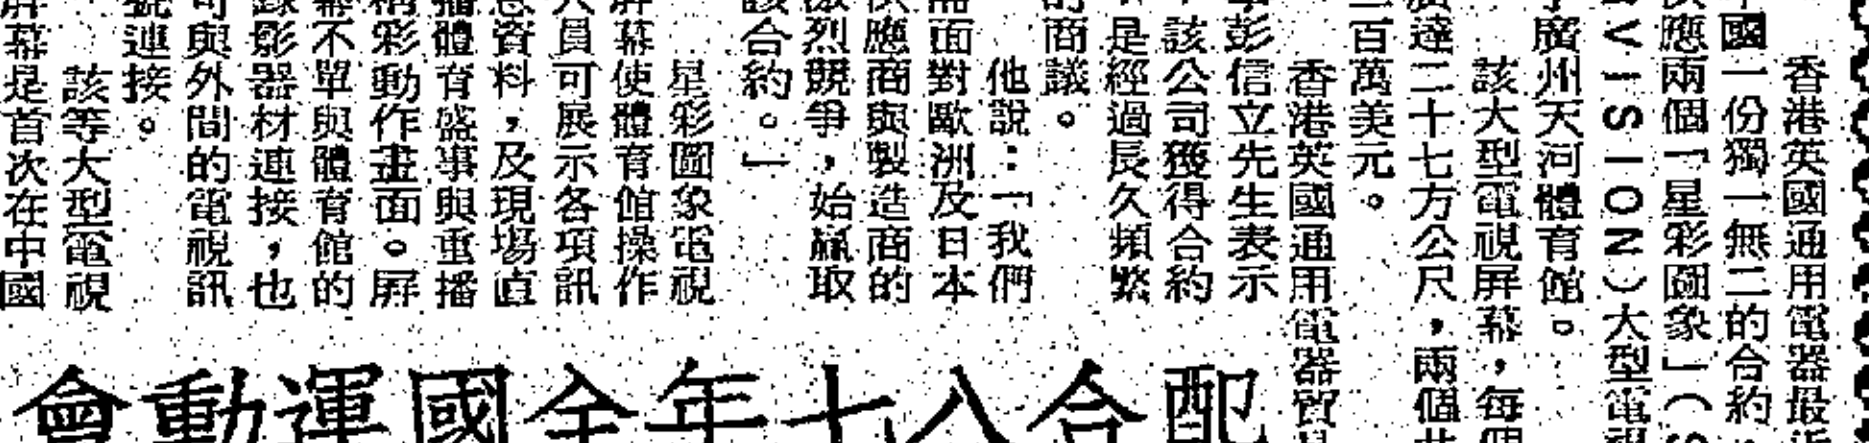 香港英國通用電器最
國一份獨一無二的合約
應兩個「星彩圖象」(
VISION)大型電視
廣州天河體育館。
該大型電視屏幕,每個
達二十七方公尺,兩個
百萬美元。
香港英國通用電器貿
彭信立先生表示
該公司獲得合約
是經過長久頻繁
的商議。
他說:「我們
面對歐洲及日本
應商與製造商的
激烈競爭,始贏取
該合約。」
星彩圖象電視
屏幕使體育館操作
人員可展示各項訊
息資料,及現場直
播體育盛事與重播
精彩動作畫面。屏
幕不單與體育館的
錄影器材連接,也
可與外間的電視訊
號連接。
該等大型電視
屏幕是首次在中國
配合八十年全國運動會